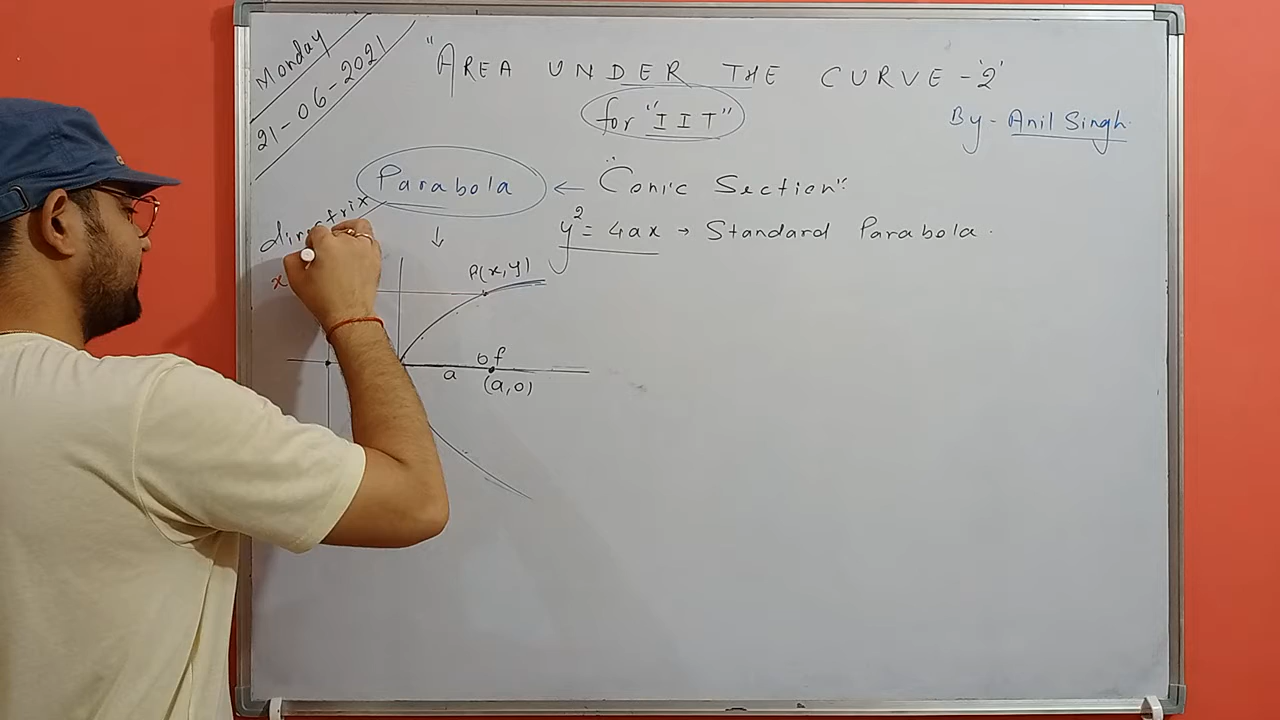 Monday
21-06-2021
"AREA UNDER THE CURVE-'2'
for "IIT"
By- Anil Singh
Parabola ← "Conic Section"
directrix
↓
y² = 4ax → Standard Parabola.
x
P(x,y)
f
a
(a,0)